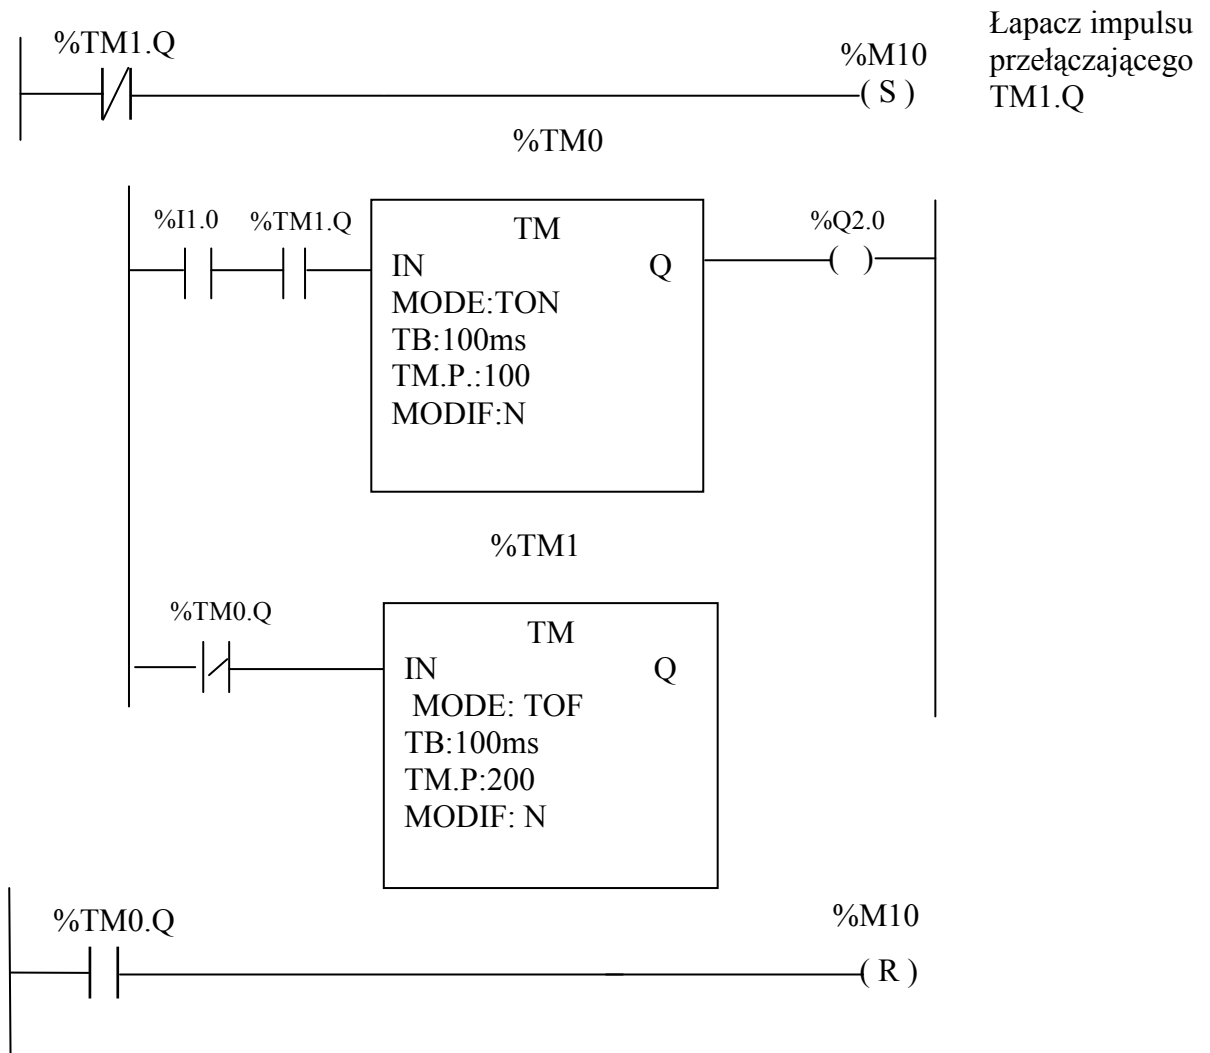 %TM1.Q
%M10
( S )
Łapacz impulsu
przełączającego
TM1.Q
%TM0
%I1.0 %TM1.Q
TM
%Q2.0
IN Q
( )
MODE:TON
TB:100ms
TM.P.:100
MODIF:N
%TM1
%TM0.Q
TM
IN Q
MODE: TOF
TB:100ms
TM.P:200
MODIF: N
%TM0.Q
%M10
( R )